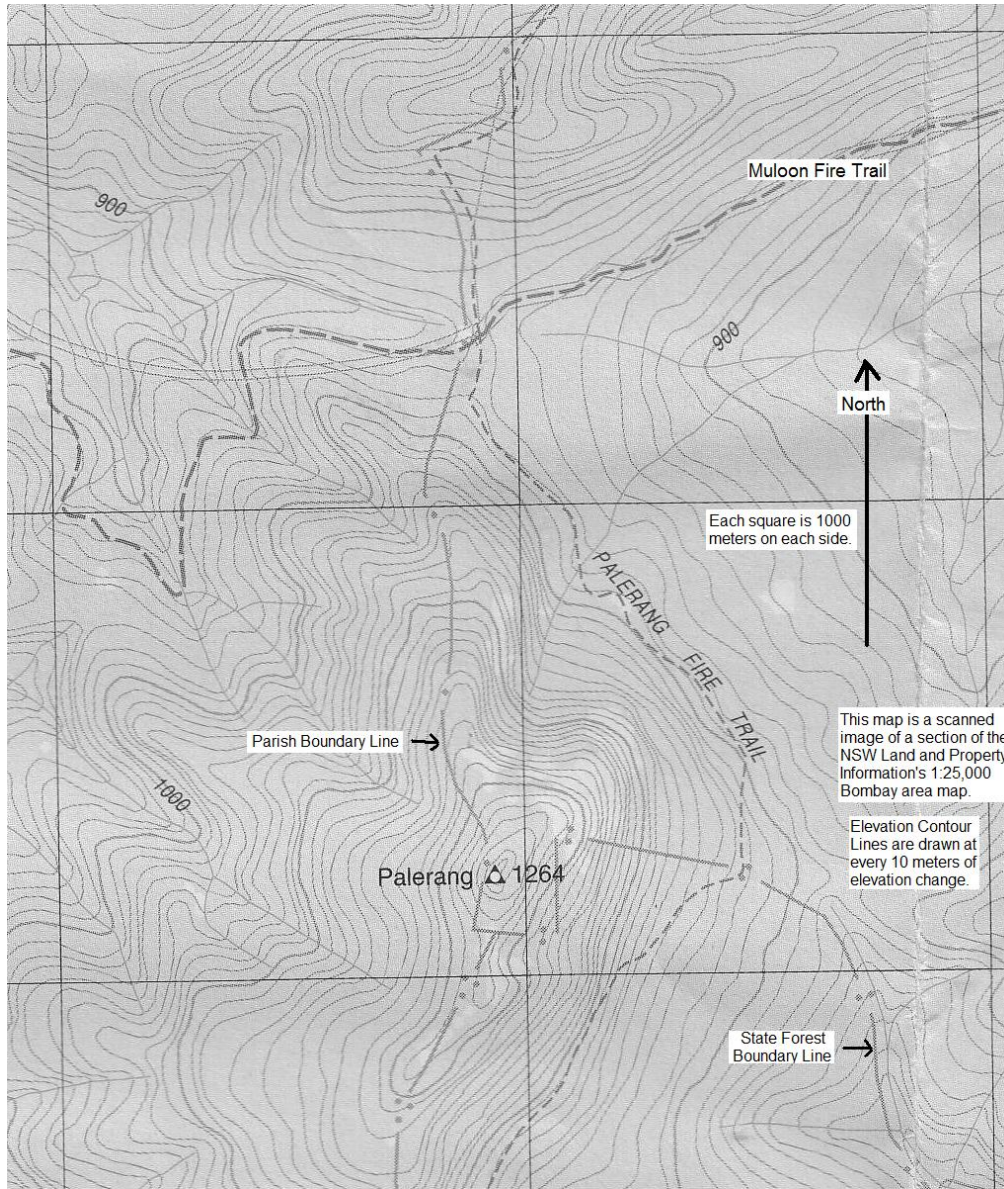 Muloon Fire Trail
900
900
North
Each square is 1000
meters on each side.
PALERANG FIRE TRAIL
This map is a scanned
image of a section of the
NSW Land and Property
Information's 1:25,000
Bombay area map.
Parish Boundary Line
1000
Elevation Contour
Lines are drawn at
every 10 meters of
elevation change.
Palerang 1264
State Forest
Boundary Line